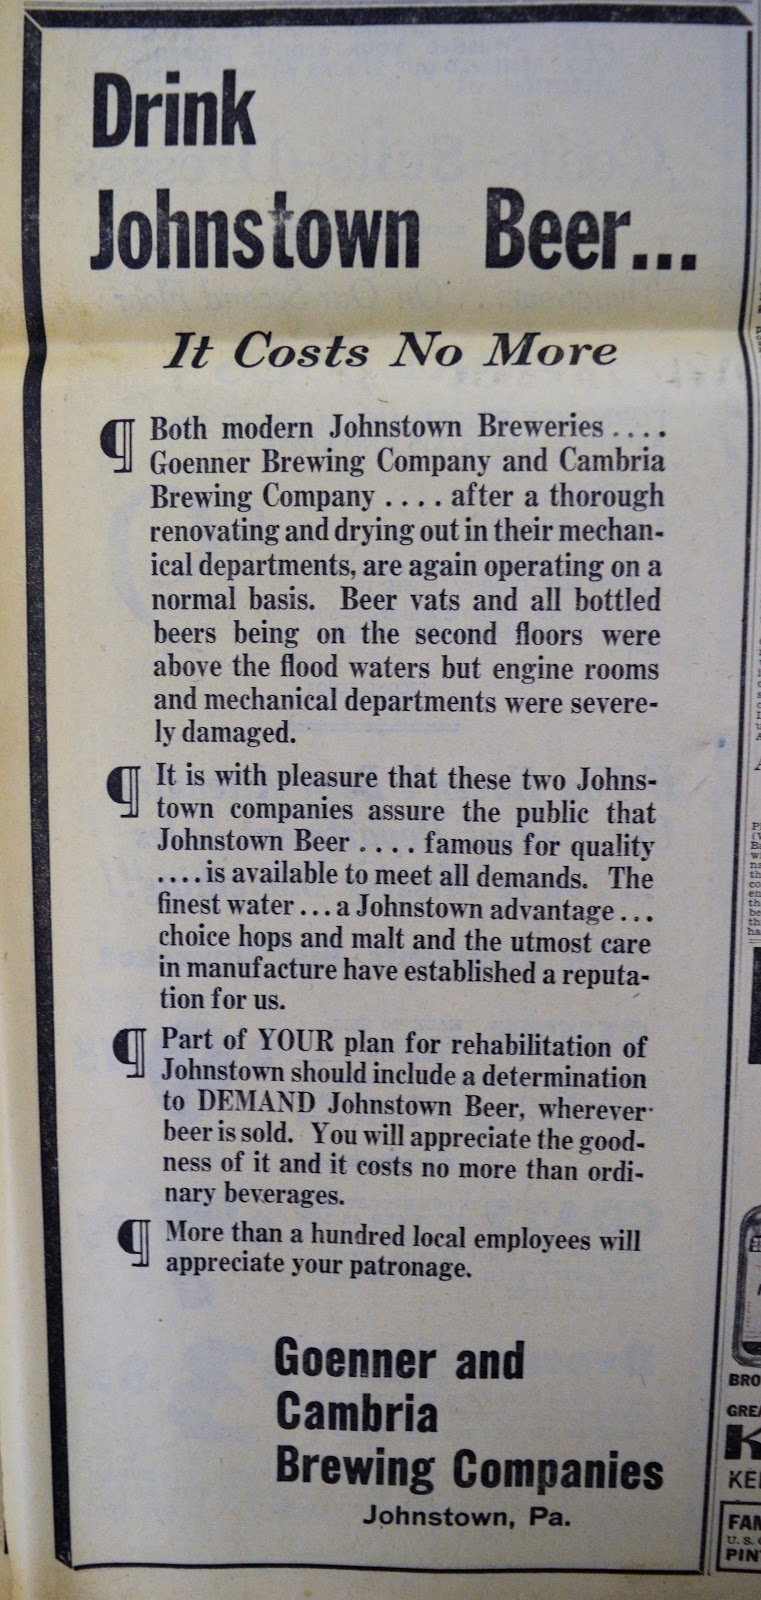 Drink
Johnstown Beer...
It Costs No More
¶ Both modern Johnstown Breweries ....
Goenner Brewing Company and Cambria
Brewing Company .... after a thorough
renovating and drying out in their mechan-
ical departments, are again operating on a
normal basis. Beer vats and all bottled
beers being on the second floors were
above the flood waters but engine rooms
and mechanical departments were severe-
ly damaged.
¶ It is with pleasure that these two Johns-
town companies assure the public that
Johnstown Beer .... famous for quality
....is available to meet all demands. The
finest water ... a Johnstown advantage ...
choice hops and malt and the utmost care
in manufacture have established a reputa-
tion for us.
¶ Part of YOUR plan for rehabilitation of
Johnstown should include a determination
to DEMAND Johnstown Beer, wherever
beer is sold. You will appreciate the good-
ness of it and it costs no more than ordi-
nary beverages.
¶ More than a hundred local employees will
appreciate your patronage.
Goenner and
Cambria
Brewing Companies
Johnstown, Pa.
BRO
GREA
K
KE
FAM
U. S.
PIN